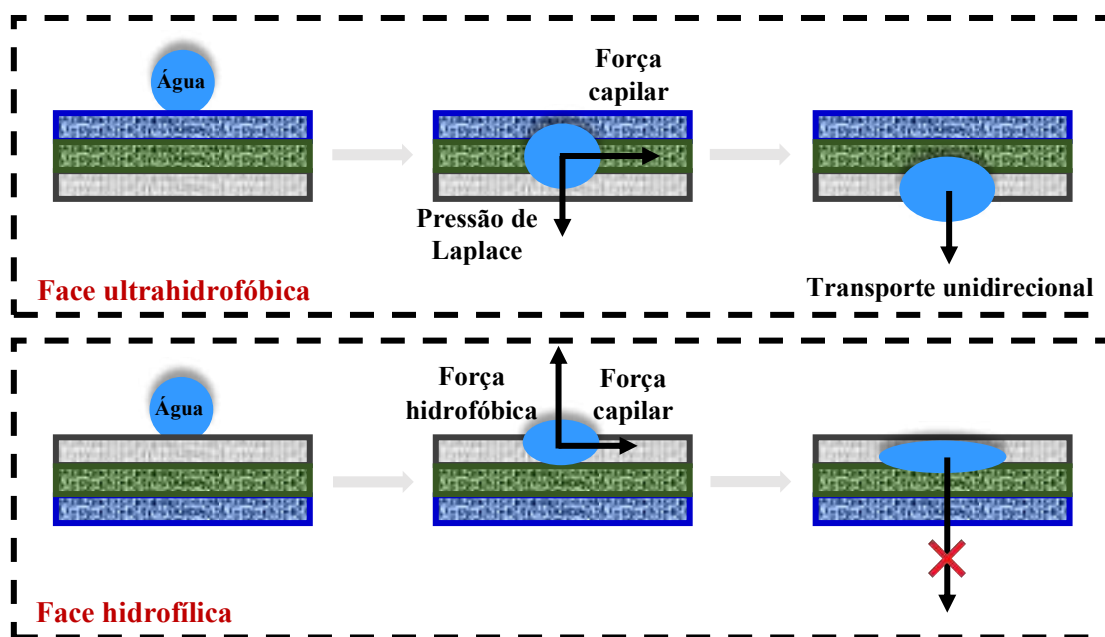 Água
Força
capilar
Pressão de
Laplace
Transporte unidirecional
Face ultrahidrofóbica
Água
Força
hidrofóbica
Força
capilar
Face hidrofílica